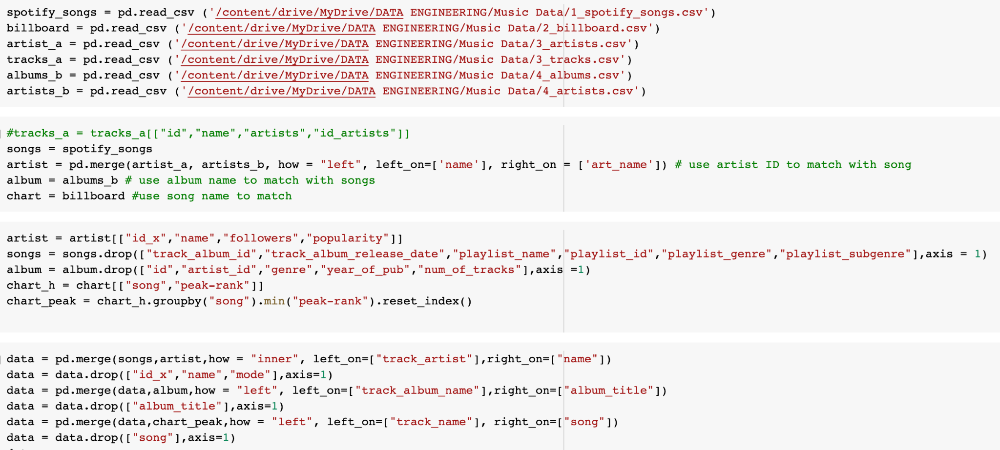 spotify_songs = pd.read_csv ('/content/drive/MyDrive/DATA ENGINEERING/Music Data/1_spotify_songs.csv')
billboard = pd.read_csv ('/content/drive/MyDrive/DATA ENGINEERING/Music Data/2_billboard.csv')
artist_a = pd.read_csv ('/content/drive/MyDrive/DATA ENGINEERING/Music Data/3_artists.csv')
tracks_a = pd.read_csv ('/content/drive/MyDrive/DATA ENGINEERING/Music Data/3_tracks.csv')
albums_b = pd.read_csv ('/content/drive/MyDrive/DATA ENGINEERING/Music Data/4_albums.csv')
artists_b = pd.read_csv ('/content/drive/MyDrive/DATA ENGINEERING/Music Data/4_artists.csv')
#tracks_a = tracks_a[["id","name","artists","id_artists"]]
songs = spotify_songs
artist = pd.merge(artist_a, artists_b, how = "left", left_on=['name'], right_on = ['art_name']) # use artist ID to match with song
album = albums_b # use album name to match with songs
chart = billboard #use song name to match
artist = artist[["id_x","name","followers","popularity"]]
songs = songs.drop(["track_album_id","track_album_release_date","playlist_name","playlist_id","playlist_genre","playlist_subgenre"],axis = 1)
album = album.drop(["id","artist_id","genre","year_of_pub","num_of_tracks"],axis =1)
chart_h = chart[["song","peak-rank"]]
chart_peak = chart_h.groupby("song").min("peak-rank").reset_index()
data = pd.merge(songs,artist,how = "inner", left_on=["track_artist"],right_on=["name"])
data = data.drop(["id_x","name","mode"],axis=1)
data = pd.merge(data,album,how = "left", left_on=["track_album_name"],right_on=["album_title"])
data = data.drop(["album_title"],axis=1)
data = pd.merge(data,chart_peak,how = "left", left_on=["track_name"], right_on=["song"])
data = data.drop(["song"],axis=1)